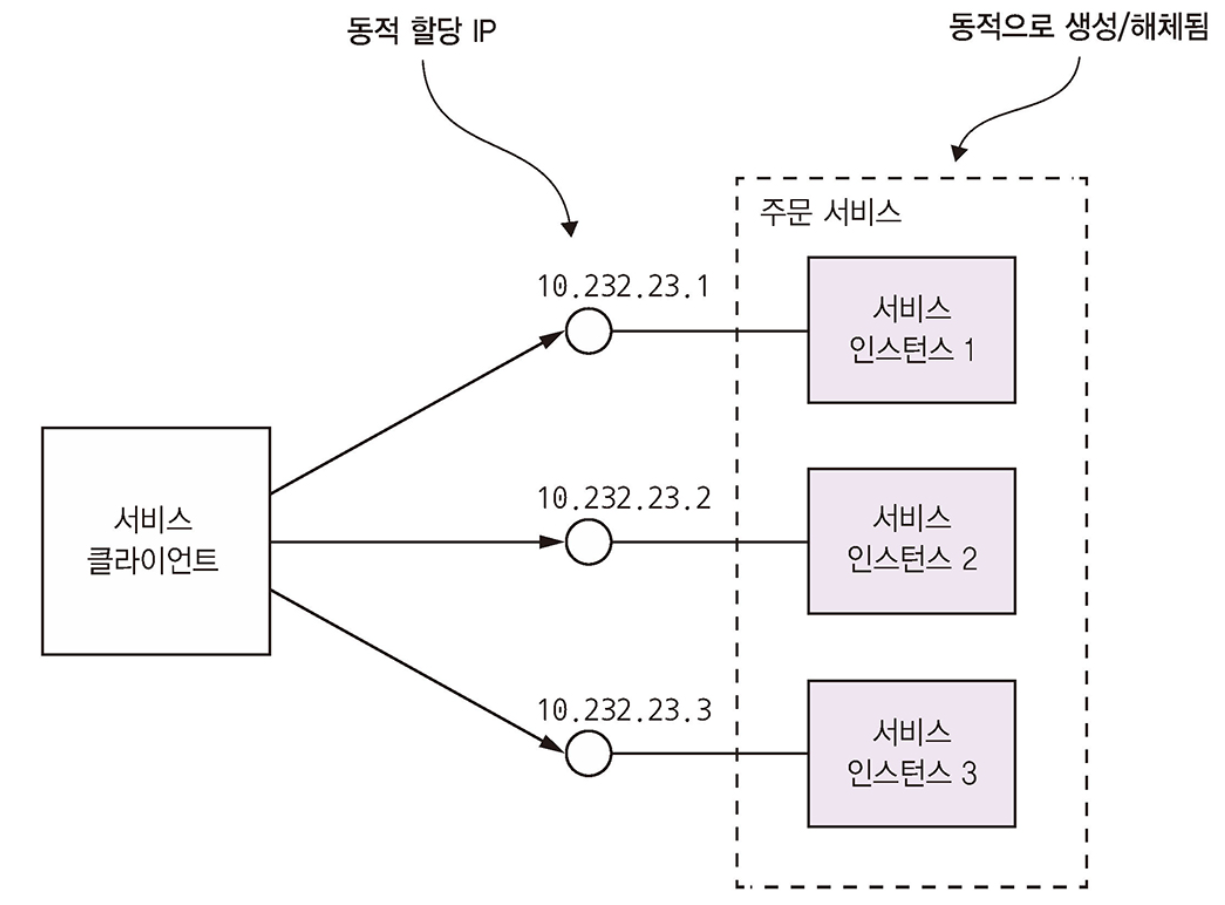 동적 할당 IP
동적으로 생성/해체됨
주문 서비스
10.232.23.1
서비스
인스턴스 1
서비스
클라이언트
10.232.23.2
서비스
인스턴스 2
10.232.23.3
서비스
인스턴스 3